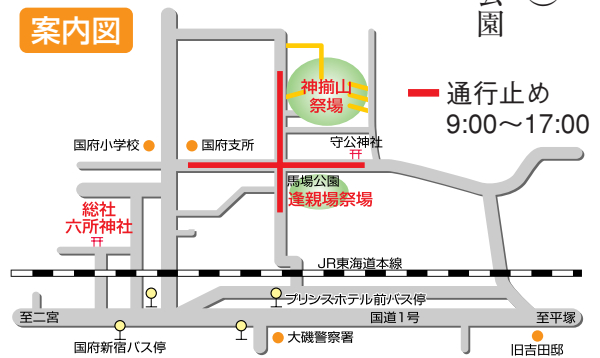 公園
案内図
神揃山
祭場
通行止め
9:00〜17:00
国府小学校
国府支所
守公神社
馬場公園
逢親場祭場
総社
六所神社
JR東海道本線
プリンスホテル前バス停
至二宮
国道1号
至平塚
国府新宿バス停
大磯警察署
旧吉田邸